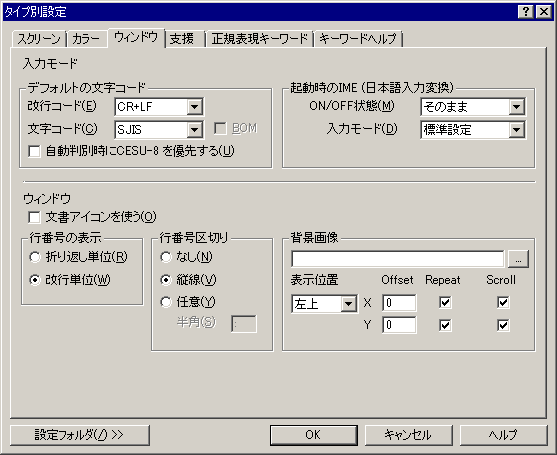 タイプ別設定
スクリーン カラー ウィンドウ 支援 正規表現キーワード キーワードヘルプ
入力モード
デフォルトの文字コード
改行コード(E) CR+LF
文字コード(C) SJIS BOM
自動判別時にCESU-8 を優先する(U)
起動時のIME (日本語入力変換)
ON/OFF状態(M) そのまま
入力モード(D) 標準設定
ウィンドウ
文書アイコンを使う(O)
行番号の表示
折り返し単位(R)
改行単位(W)
行番号区切り
なし(N)
縦線(V)
任意(Y)
半角(S) :
背景画像
...
表示位置 Offset Repeat Scroll
左上 X 0
Y 0
設定フォルダ(/) >> OK キャンセル ヘルプ